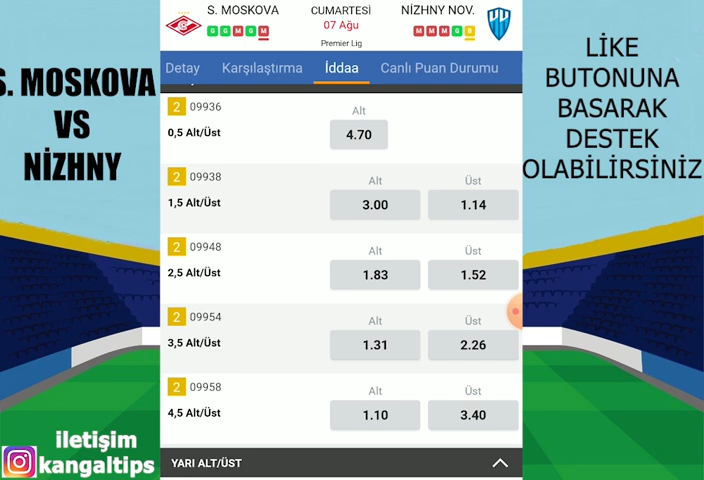 S. MOSKOVA
VS
NİZHNY
S. MOSKOVA
G G M G M
CUMARTESİ
07 Ağu
Premier Lig
NİZHNY NOV.
M M M G B
Detay Karşılaştırma İddaa Canlı Puan Durumu
2 09936
0,5 Alt/Üst
Alt
4.70
2 09938
1,5 Alt/Üst
Alt Üst
3.00 1.14
2 09948
2,5 Alt/Üst
Alt Üst
1.83 1.52
2 09954
3,5 Alt/Üst
Alt Üst
1.31 2.26
2 09958
4,5 Alt/Üst
Alt Üst
1.10 3.40
YARI ALT/ÜST
LİKE
BUTONUNA
BASARAK
DESTEK
OLABİLİRSİNİZ
iletişim
kangaltips